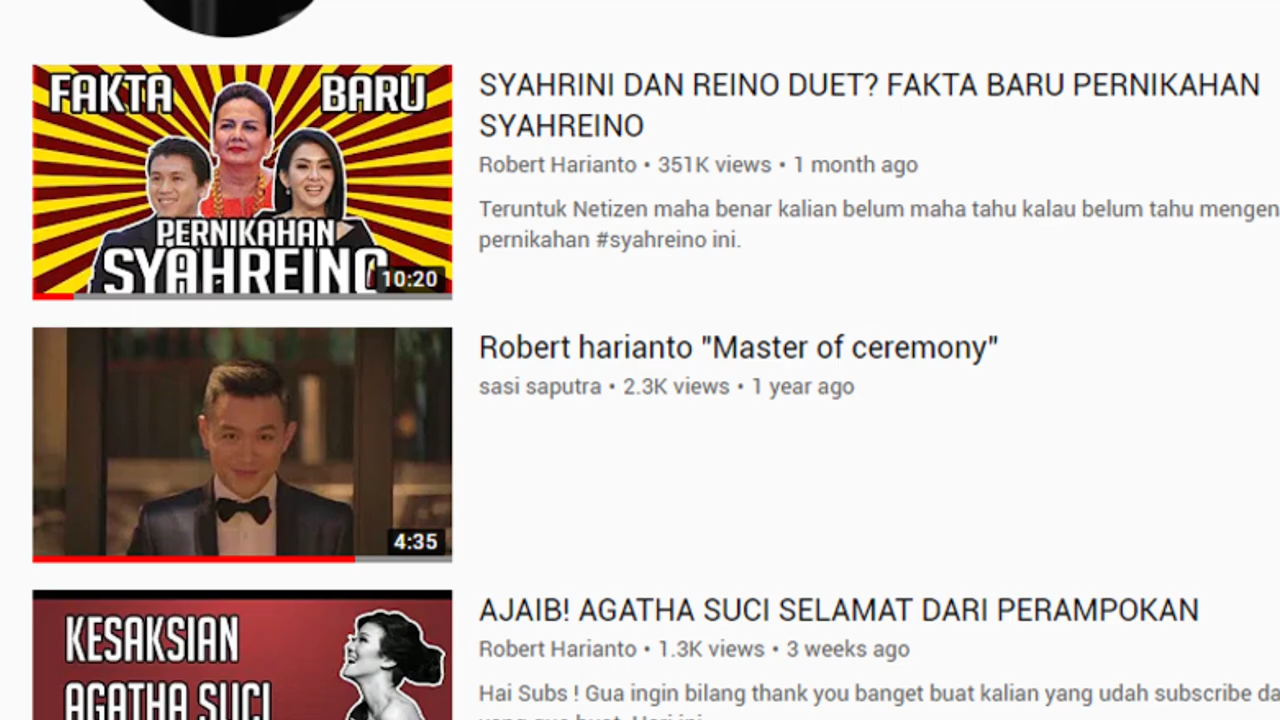 FAKTA BARU
PERNIKAHAN
10:20
SYAHRINI DAN REINO DUET? FAKTA BARU PERNIKAHAN
SYAHREINO
Robert Harianto • 351K views • 1 month ago
Teruntuk Netizen maha benar kalian belum maha tahu kalau belum tahu mengen
pernikahan #syahreino ini.
4:35
Robert harianto "Master of ceremony"
sasi saputra • 2.3K views • 1 year ago
KESAKSIAN
AGATHA SUCI
AJAIB! AGATHA SUCI SELAMAT DARI PERAMPOKAN
Robert Harianto • 1.3K views • 3 weeks ago
Hai Subs ! Gua ingin bilang thank you banget buat kalian yang udah subscribe da